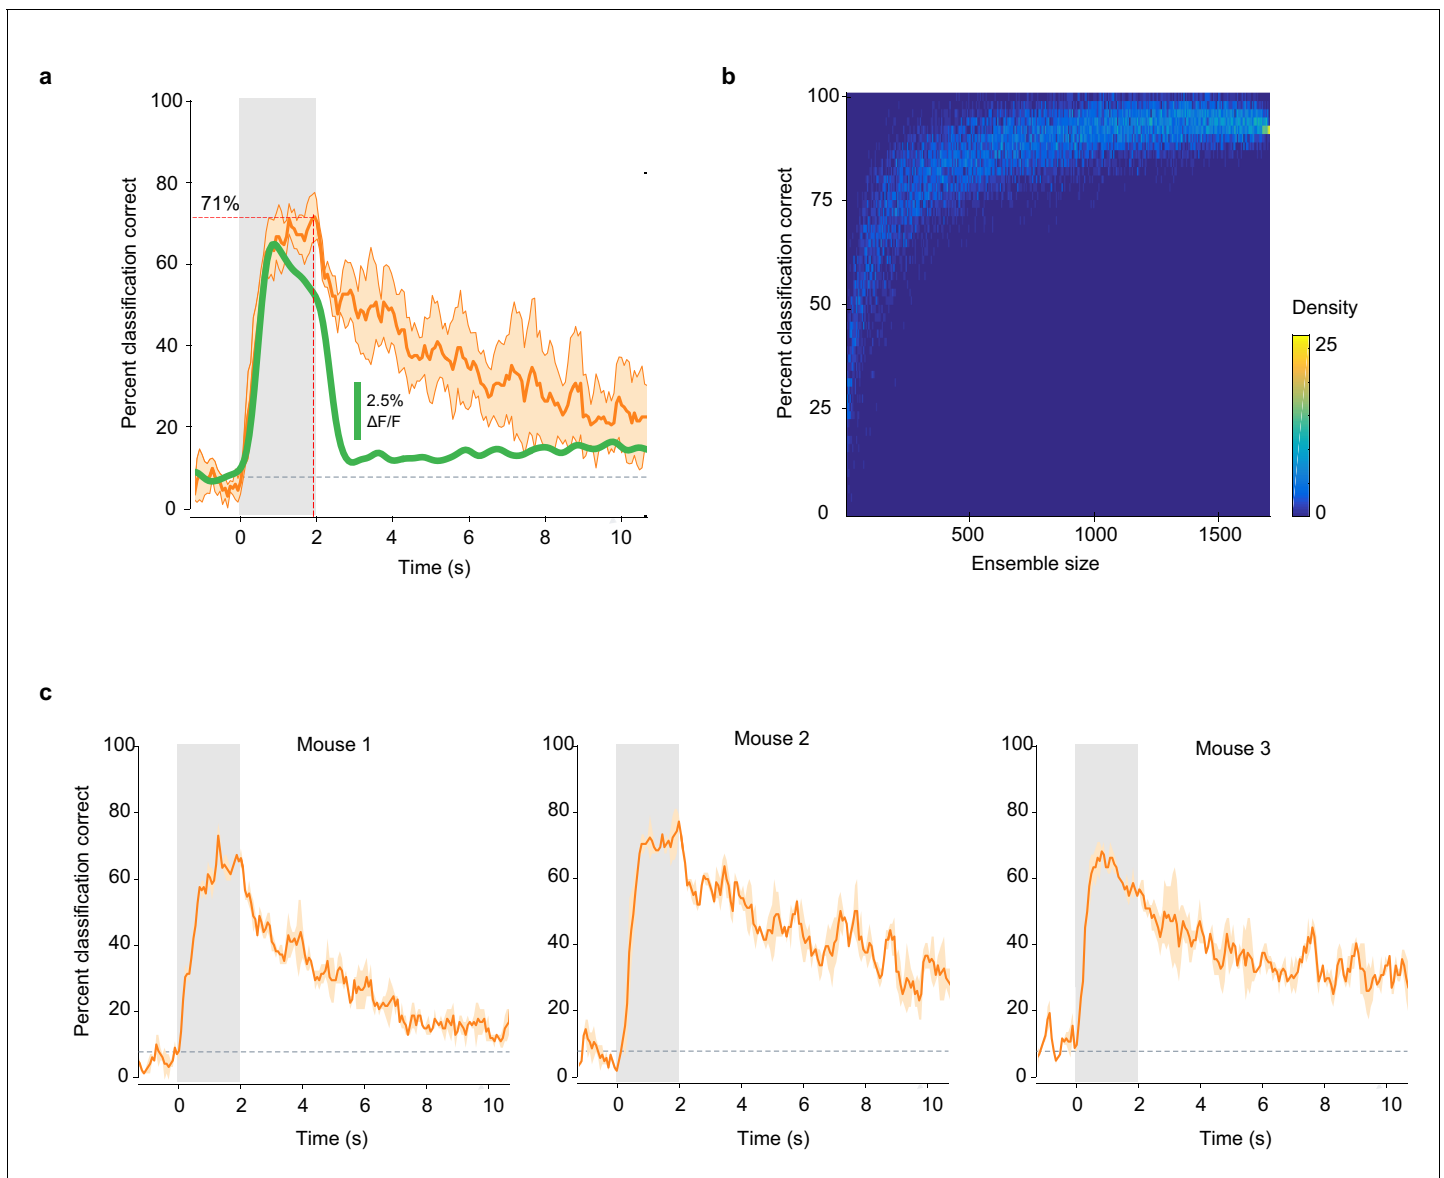 a
100
80
60
40
20
0
71%
2.5%
ΔF/F
Percent classification correct
0 2 4 6 8 10
Time (s)
b
100
75
50
25
0
Percent classification correct
500 1000 1500
Ensemble size
Density
25
0
c
Mouse 1
100
80
60
40
20
0
Percent classification correct
0 2 4 6 8 10
Time (s)
Mouse 2
100
80
60
40
20
0
0 2 4 6 8 10
Time (s)
Mouse 3
100
80
60
40
20
0
0 2 4 6 8 10
Time (s)